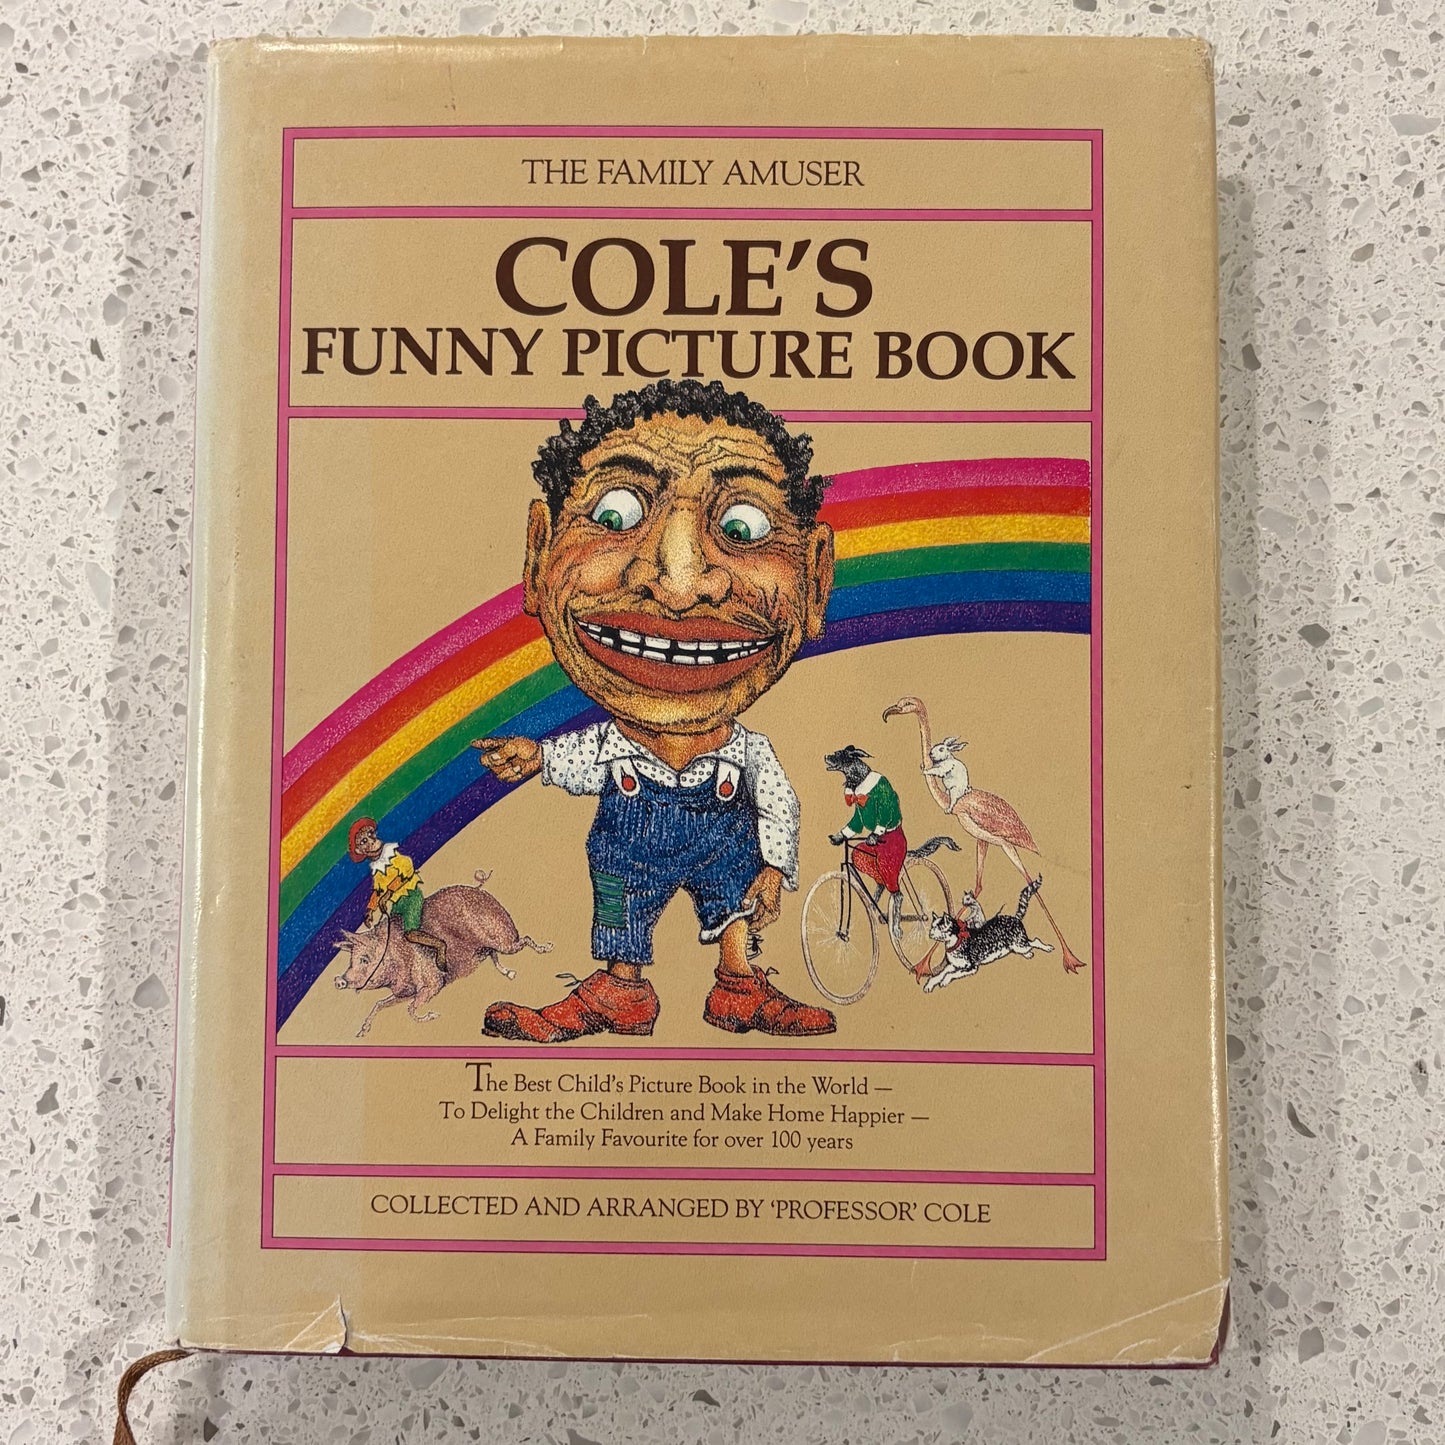 THE FAMILY AMUSER
COLE'S
FUNNY PICTURE BOOK
The Best Child's Picture Book in the World —
To Delight the Children and Make Home Happier —
A Family Favourite for over 100 years
COLLECTED AND ARRANGED BY 'PROFESSOR' COLE